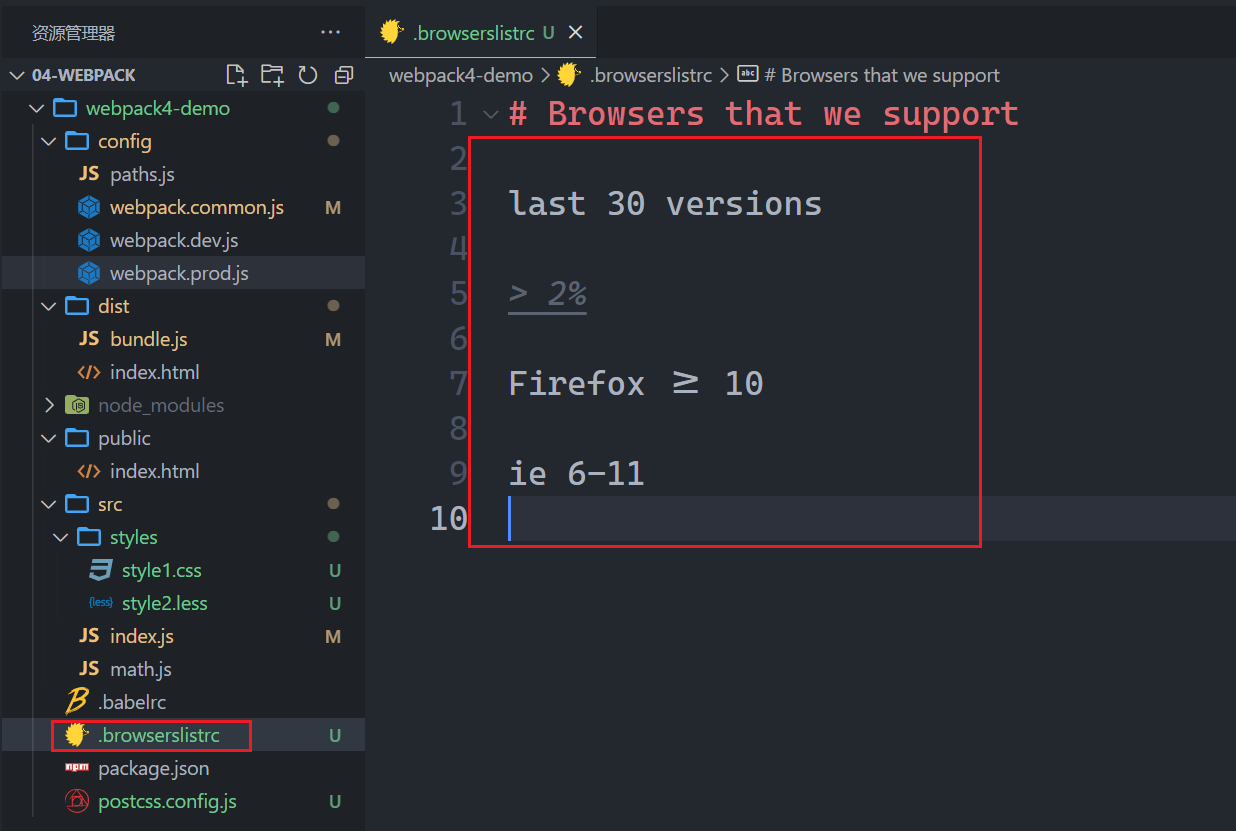 资源管理器
04-WEBPACK
webpack4-demo
config
JS paths.js
webpack.common.js M
webpack.dev.js
webpack.prod.js
dist
JS bundle.js M
index.html
node_modules
public
index.html
src
styles
style1.css U
{less} style2.less U
JS index.js M
JS math.js
B .babelrc
.browserslistrc U
npm package.json
postcss.config.js U
.browserslistrc U
webpack4-demo > .browserslistrc > abc # Browsers that we support
1 # Browsers that we support
2
3 last 30 versions
4
5 > 2%
6
7 Firefox ≥ 10
8
9 ie 6-11
10